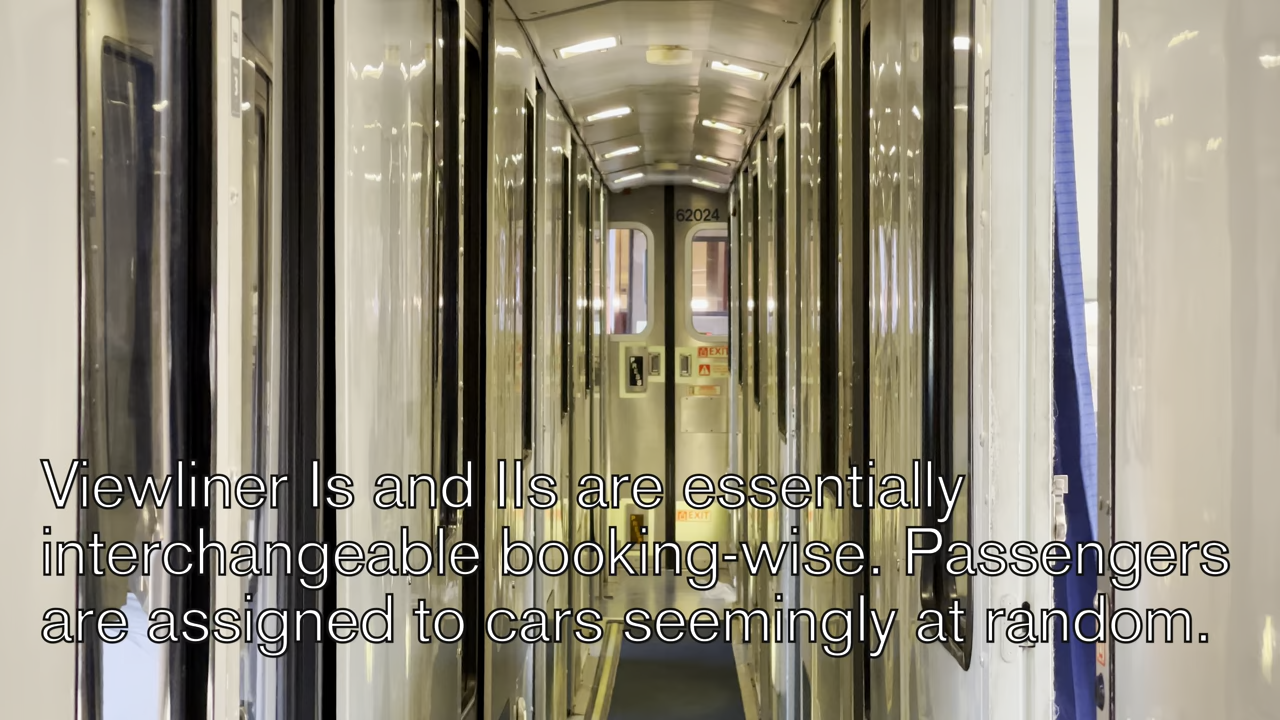 62024
EXIT
EXIT
Viewliner Is and IIs are essentially
interchangeable booking-wise. Passengers
are assigned to cars seemingly at random.